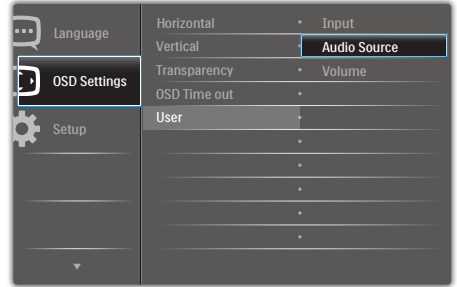 Language
OSD Settings
Setup
Horizontal
Vertical
Transparency
OSD Time out
User
Input
Audio Source
Volume